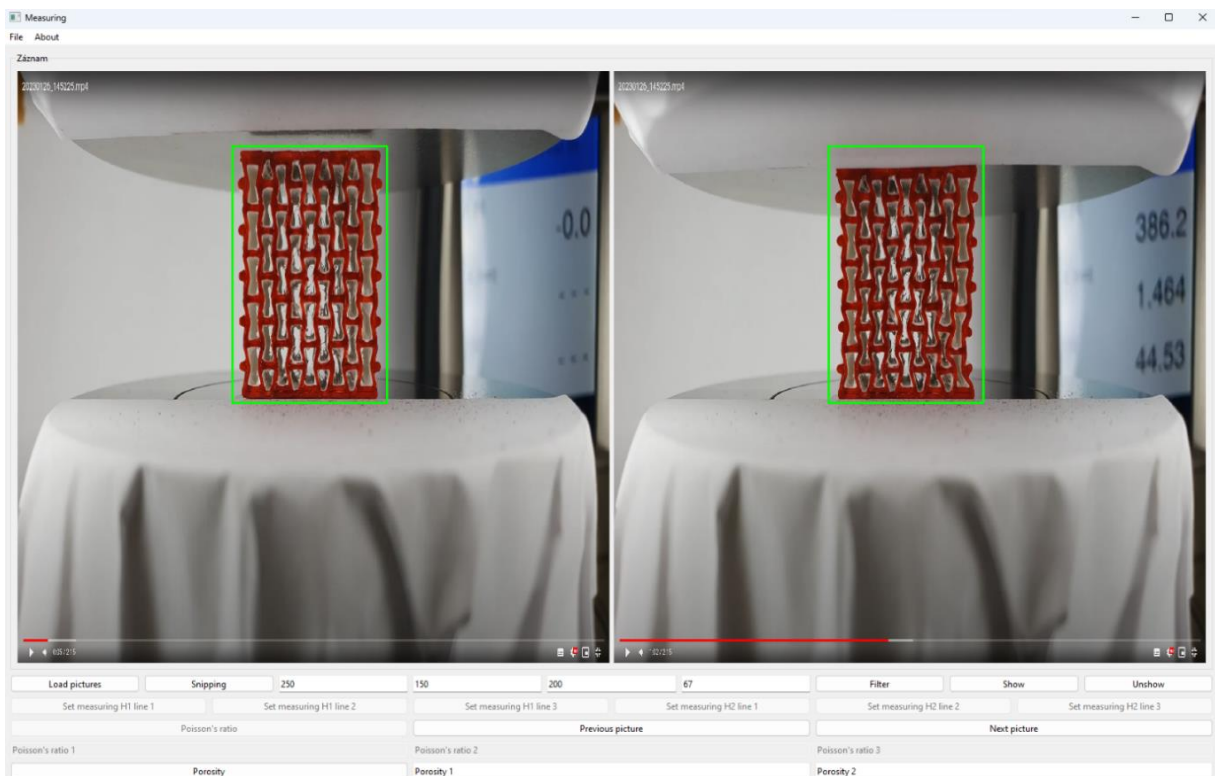 Measuring
File About
Záznam
20230126_145225.mp4
20230126_145225.mp4
-0.0
386.2
1.464
44.53
Load pictures Snipping 250 150 200 67 Filter Show Unshow
Set measuring H1 line 1 Set measuring H1 line 2 Set measuring H1 line 3 Set measuring H2 line 1 Set measuring H2 line 2 Set measuring H2 line 3
Poisson's ratio Previous picture Next picture
Poisson's ratio 1 Poisson's ratio 2 Poisson's ratio 3
Porosity Porosity 1 Porosity 2